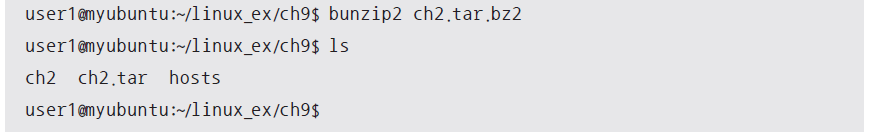 user1@myubuntu:~/linux_ex/ch9$ bunzip2 ch2.tar.bz2
user1@myubuntu:~/linux_ex/ch9$ ls
ch2 ch2.tar hosts
user1@myubuntu:~/linux_ex/ch9$